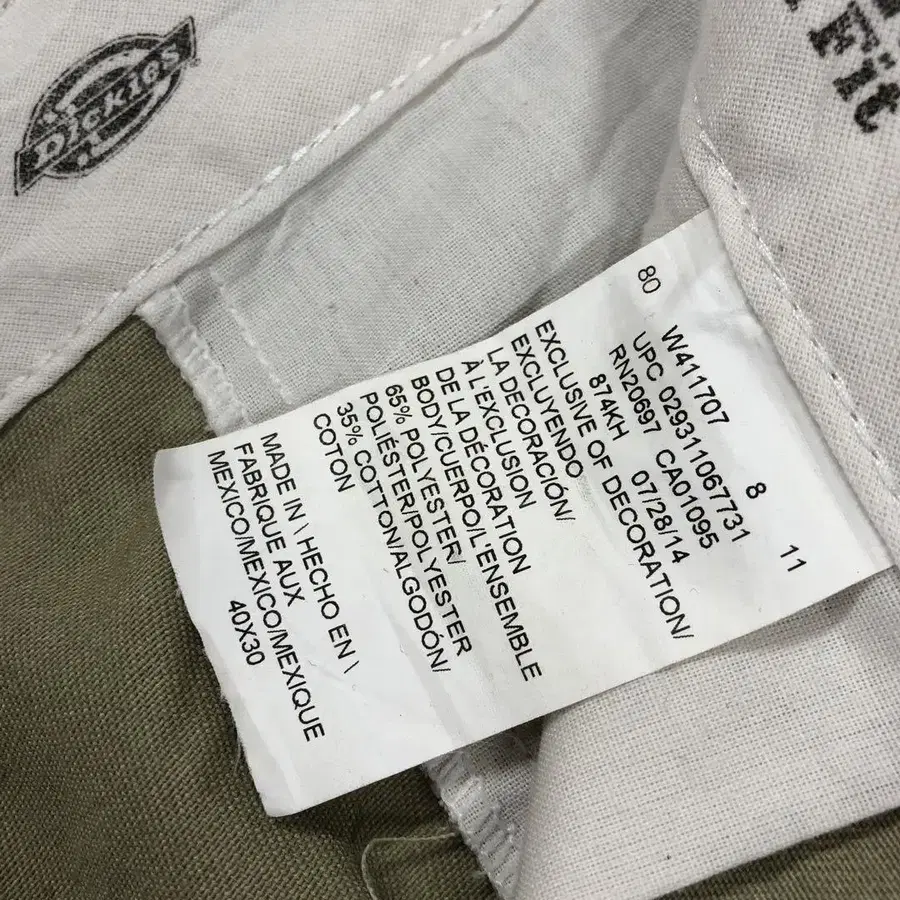 Dickies
Fit
80
W411707 8 11
UPC 029311067731
RN20697 CA01095
874KH 07/28/14
EXCLUSIVE OF DECORATION/
EXCLUYENDO
LA DECORACIÓN/
À L'EXCLUSION
DE LA DÉCORATION
BODY/CUERPO/L'ENSEMBLE
65% POLYESTER/
POLIÉSTER/POLYESTER
35% COTTON/ALGODÓN/
COTON
MADE IN \ HECHO EN \
FABRIQUE AUX
MEXICO/MEXICO/MEXIQUE
40X30